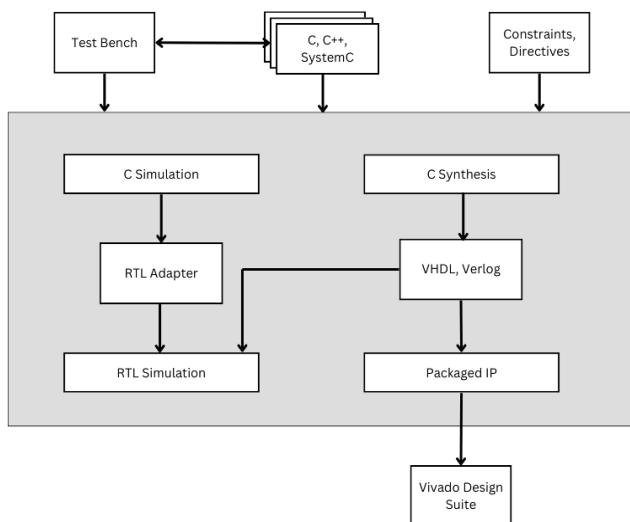 Test Bench
C, C++,
SystemC
Constraints,
Directives
C Simulation
C Synthesis
RTL Adapter
VHDL, Verlog
RTL Simulation
Packaged IP
Vivado Design
Suite